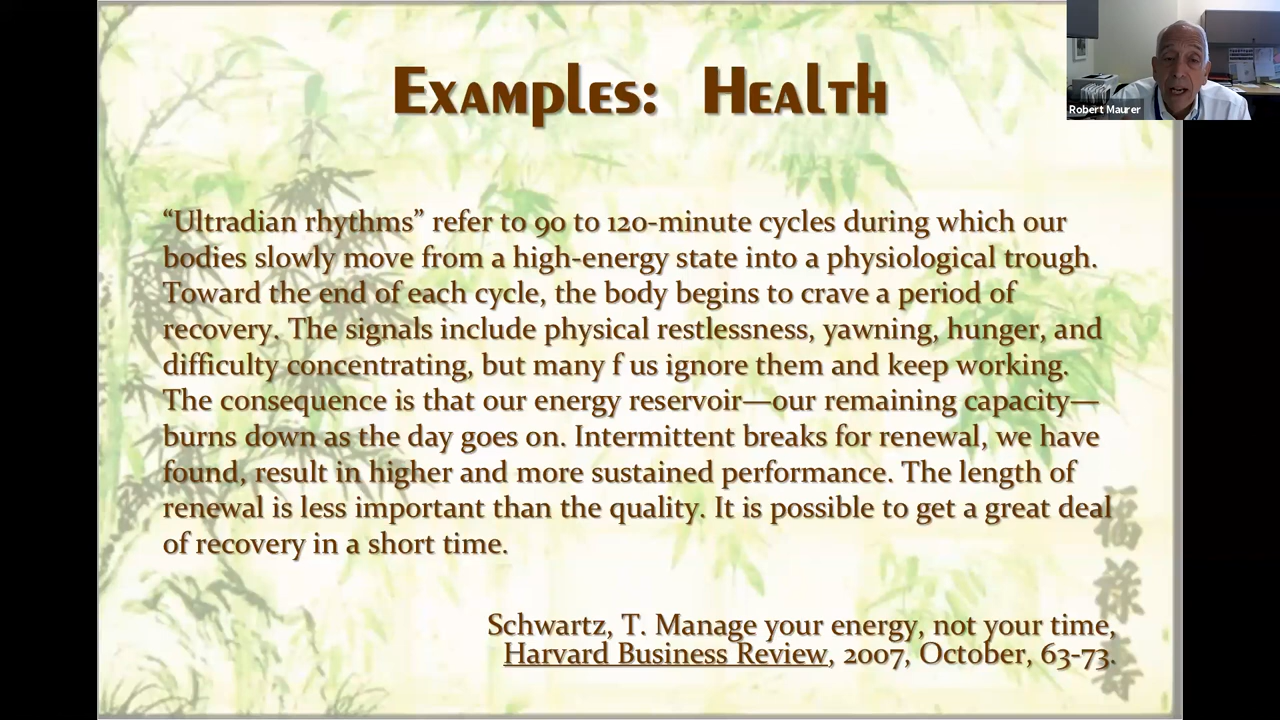 Examples: Health
Robert Maurer
“Ultradian rhythms” refer to 90 to 120-minute cycles during which our
bodies slowly move from a high-energy state into a physiological trough.
Toward the end of each cycle, the body begins to crave a period of
recovery. The signals include physical restlessness, yawning, hunger, and
difficulty concentrating, but many f us ignore them and keep working.
The consequence is that our energy reservoir—our remaining capacity—
burns down as the day goes on. Intermittent breaks for renewal, we have
found, result in higher and more sustained performance. The length of
renewal is less important than the quality. It is possible to get a great deal
of recovery in a short time.
福
禄
寿
Schwartz, T. Manage your energy, not your time,
Harvard Business Review, 2007, October, 63-73.